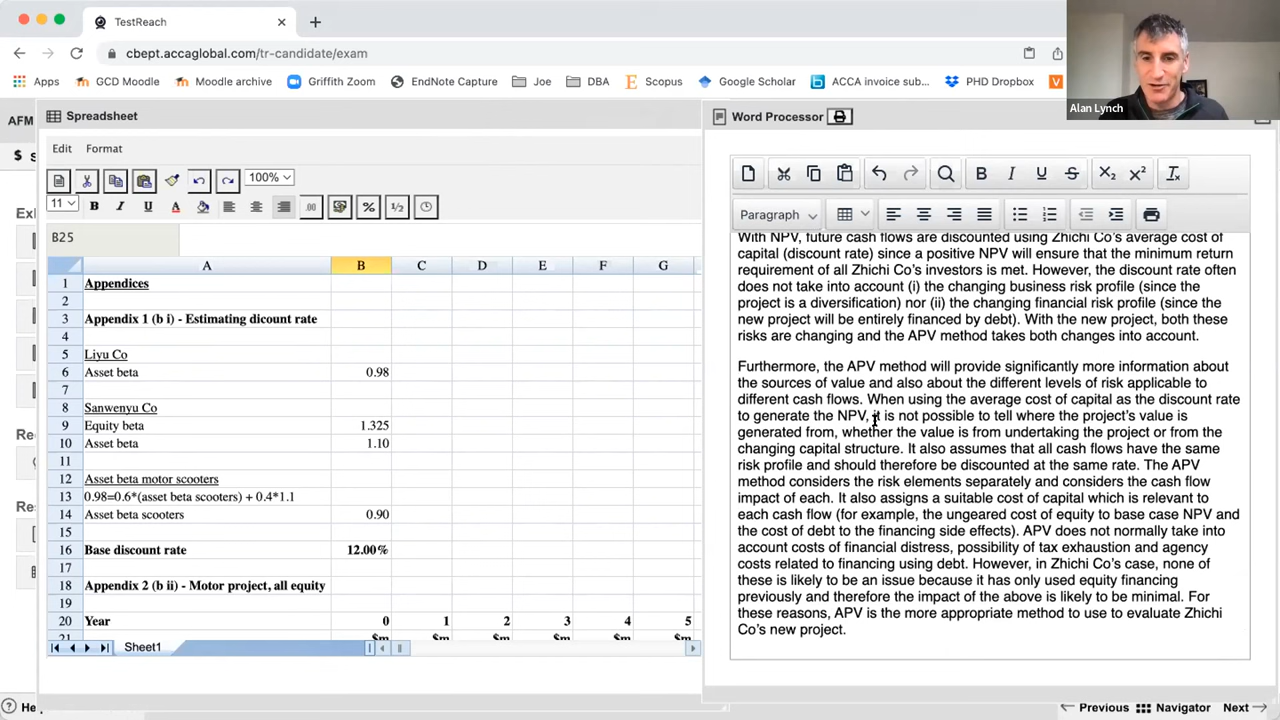 TestReach
cbept.accaglobal.com/tr-candidate/exam
Apps
GCD Moodle
Moodle archive
Griffith Zoom
EndNote Capture
Joe
DBA
Scopus
Google Scholar
ACCA invoice sub...
PHD Dropbox
Alan Lynch
AFM
$ S
Ex
Re
Res
Spreadsheet
Edit Format
100%
11
B25
A B C D E F G
1 Appendices
2
3 Appendix 1 (b i) - Estimating dicount rate
4
5 Liyu Co
6 Asset beta 0.98
7
8 Sanwenyu Co
9 Equity beta 1.325
10 Asset beta 1.10
11
12 Asset beta motor scooters
13 0.98=0.6*(asset beta scooters) + 0.4*1.1
14 Asset beta scooters 0.90
15
16 Base discount rate 12.00%
17
18 Appendix 2 (b ii) - Motor project, all equity
19
20 Year 0 1 2 3 4 5
21 $m $m $m $m $m $m
Sheet1
Word Processor
Paragraph
With NPV, future cash flows are discounted using Zhichi Co's average cost of
capital (discount rate) since a positive NPV will ensure that the minimum return
requirement of all Zhichi Co's investors is met. However, the discount rate often
does not take into account (i) the changing business risk profile (since the
project is a diversification) nor (ii) the changing financial risk profile (since the
new project will be entirely financed by debt). With the new project, both these
risks are changing and the APV method takes both changes into account.
Furthermore, the APV method will provide significantly more information about
the sources of value and also about the different levels of risk applicable to
different cash flows. When using the average cost of capital as the discount rate
to generate the NPV, it is not possible to tell where the project's value is
generated from, whether the value is from undertaking the project or from the
changing capital structure. It also assumes that all cash flows have the same
risk profile and should therefore be discounted at the same rate. The APV
method considers the risk elements separately and considers the cash flow
impact of each. It also assigns a suitable cost of capital which is relevant to
each cash flow (for example, the ungeared cost of equity to base case NPV and
the cost of debt to the financing side effects). APV does not normally take into
account costs of financial distress, possibility of tax exhaustion and agency
costs related to financing using debt. However, in Zhichi Co's case, none of
these is likely to be an issue because it has only used equity financing
previously and therefore the impact of the above is likely to be minimal. For
these reasons, APV is the more appropriate method to use to evaluate Zhichi
Co's new project.
Hel
Previous Navigator Next